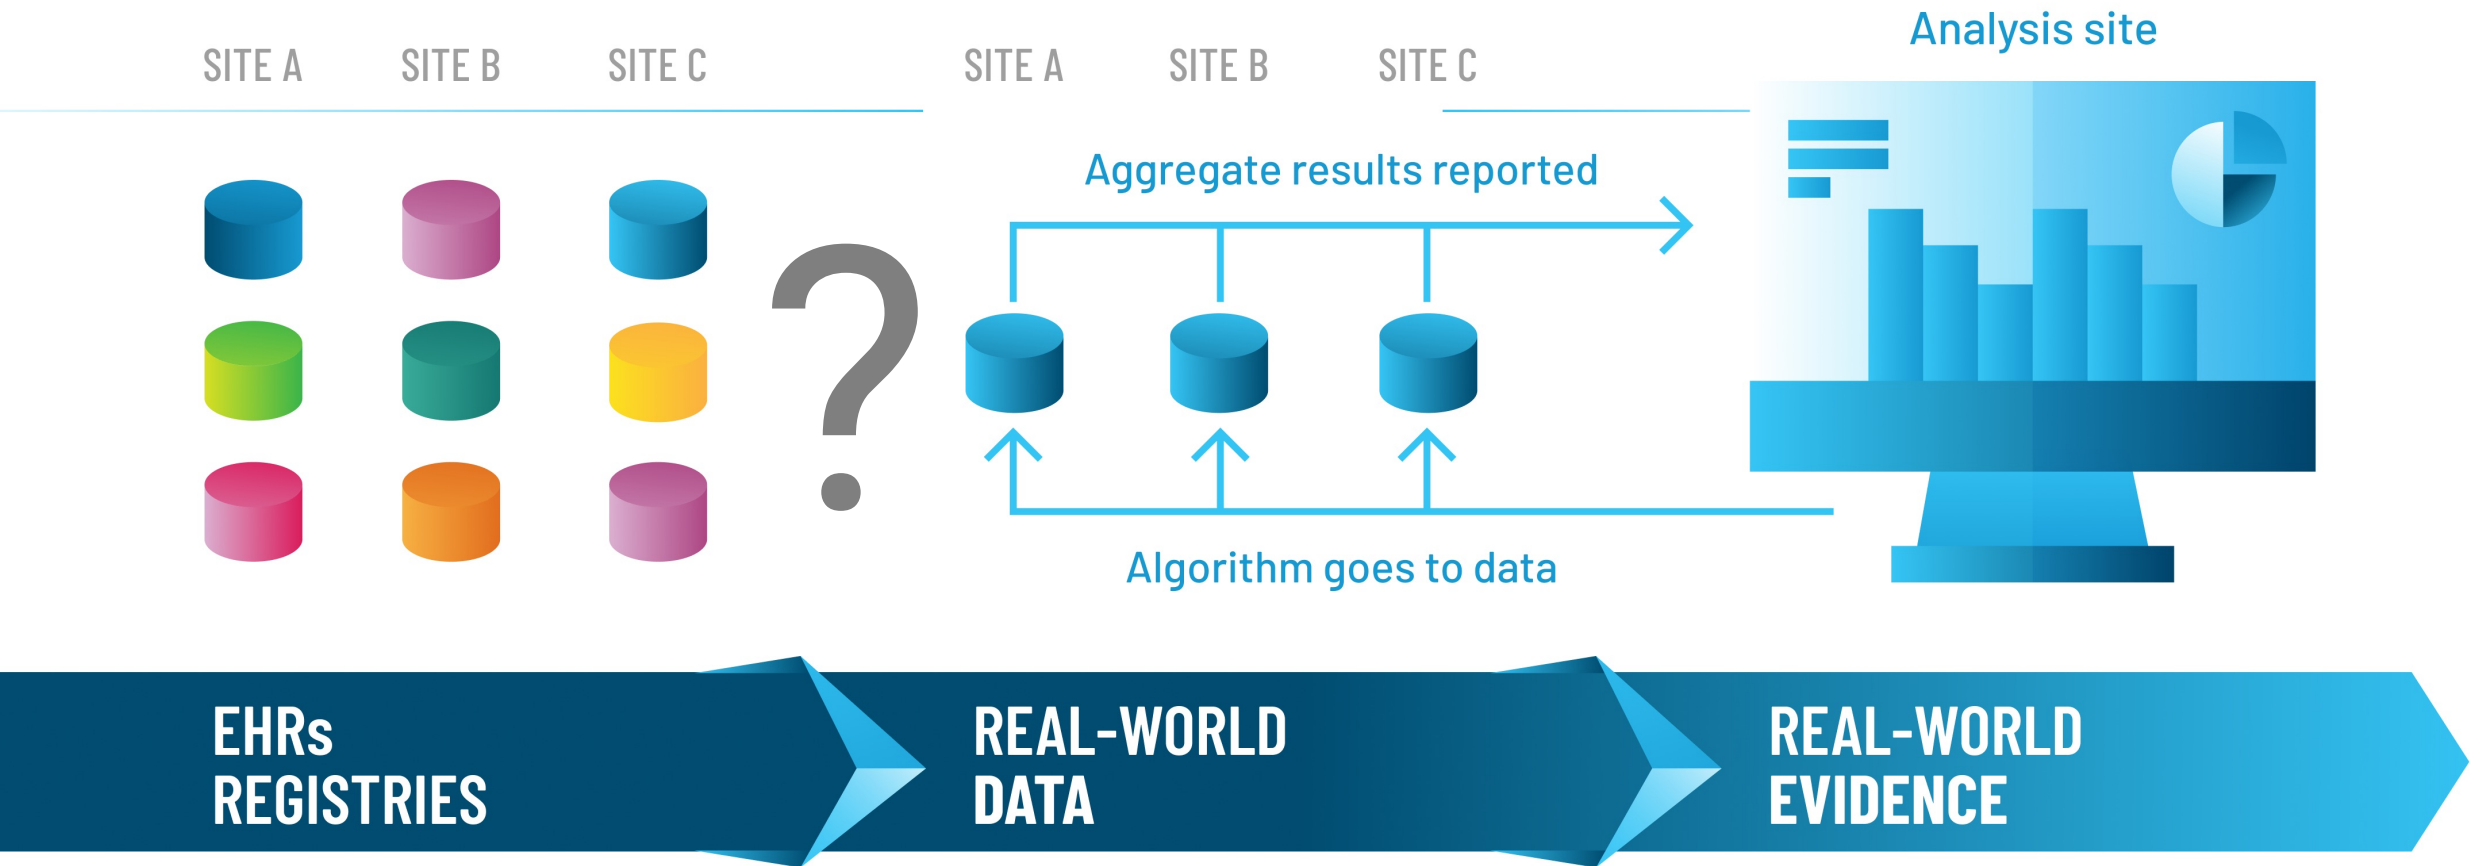 Analysis site
SITE A SITE B SITE C SITE A SITE B SITE C
Aggregate results reported
?
Algorithm goes to data
EHRs
REGISTRIES
REAL-WORLD
DATA
REAL-WORLD
EVIDENCE